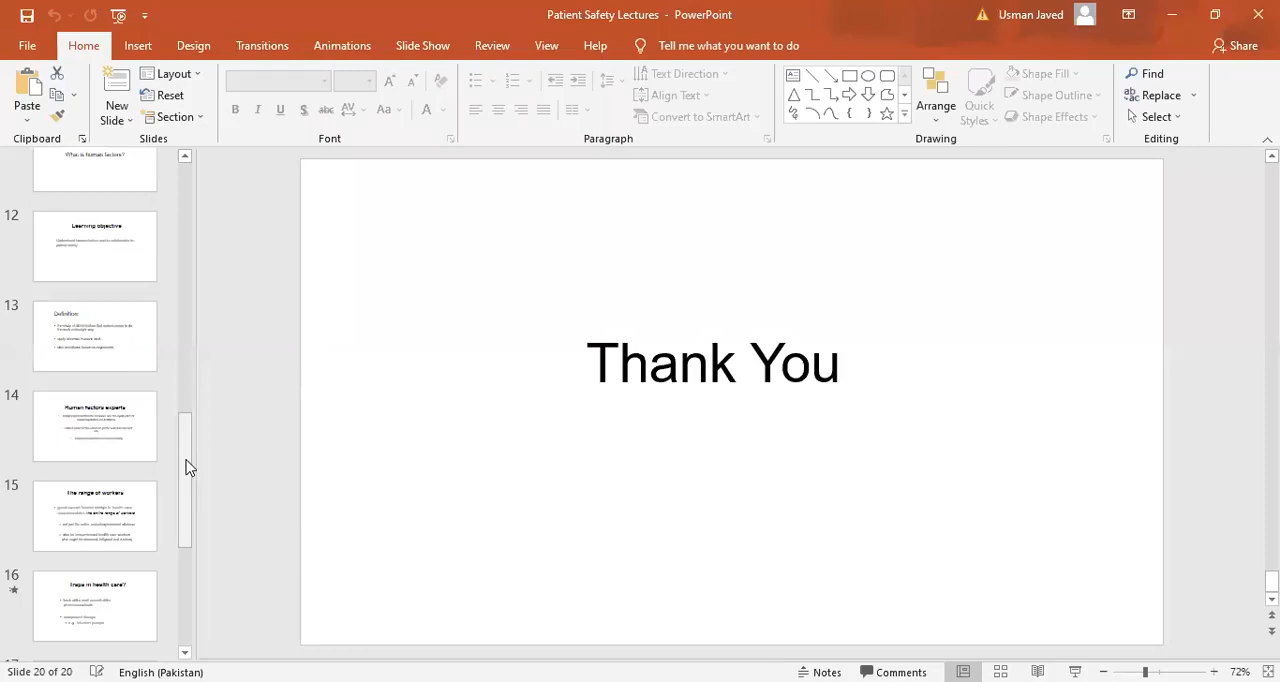 Patient Safety Lectures - PowerPoint
Usman Javed
File Home Insert Design Transitions Animations Slide Show Review View Help Tell me what you want to do
Share
Paste
New Slide
Layout
Reset
Section
Text Direction
Align Text
Convert to SmartArt
Arrange
Quick Styles
Shape Fill
Shape Outline
Shape Effects
Find
Replace
Select
Clipboard Slides Font Paragraph Drawing Editing
What is human factors?
12
Learning objective
13
Definition:
14
Human factors experts
15
The range of workers
16
Traps in health care?
Thank You
Slide 20 of 20
English (Pakistan)
Notes
Comments
72%